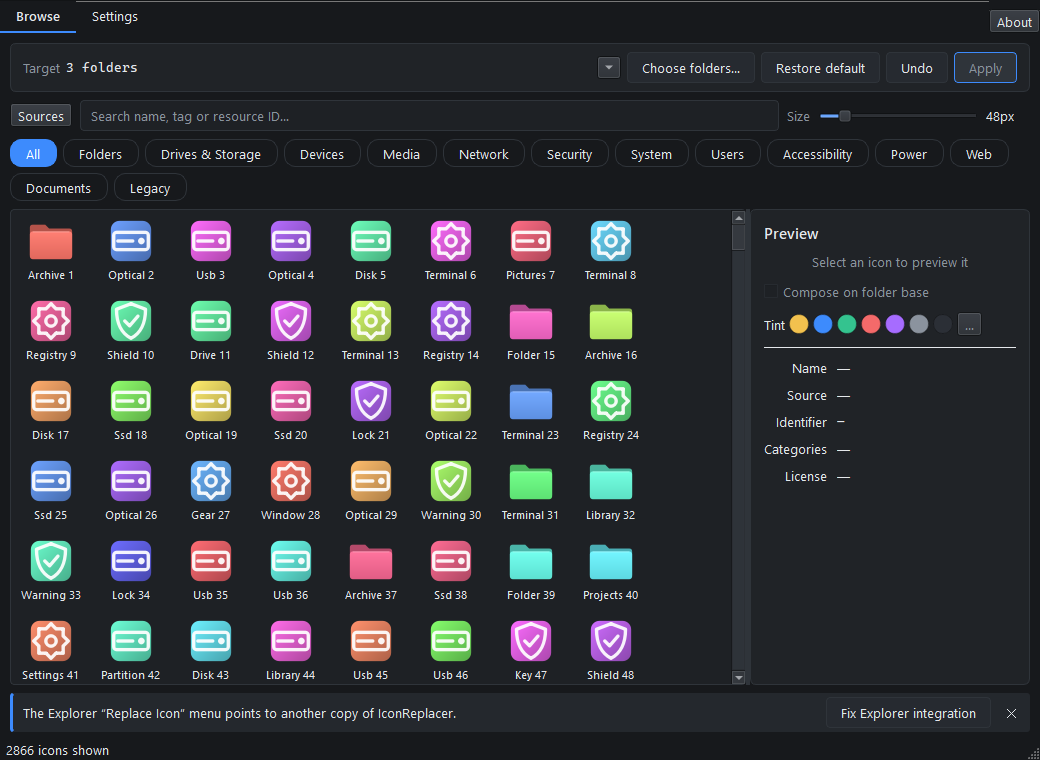 Browse Settings
About
Target 3 folders Choose folders... Restore default Undo Apply
Sources Search name, tag or resource ID... Size 48px
All Folders Drives & Storage Devices Media Network Security System Users Accessibility Power Web
Documents Legacy
Archive 1 Optical 2 Usb 3 Optical 4 Disk 5 Terminal 6 Pictures 7 Terminal 8
Registry 9 Shield 10 Drive 11 Shield 12 Terminal 13 Registry 14 Folder 15 Archive 16
Disk 17 Ssd 18 Optical 19 Ssd 20 Lock 21 Optical 22 Terminal 23 Registry 24
Ssd 25 Optical 26 Gear 27 Window 28 Optical 29 Warning 30 Terminal 31 Library 32
Warning 33 Lock 34 Usb 35 Usb 36 Archive 37 Ssd 38 Folder 39 Projects 40
Settings 41 Partition 42 Disk 43 Library 44 Usb 45 Usb 46 Key 47 Shield 48
Preview
Select an icon to preview it
Compose on folder base
Tint ...
Name —
Source —
Identifier –
Categories —
License —
The Explorer “Replace Icon” menu points to another copy of IconReplacer. Fix Explorer integration
2866 icons shown